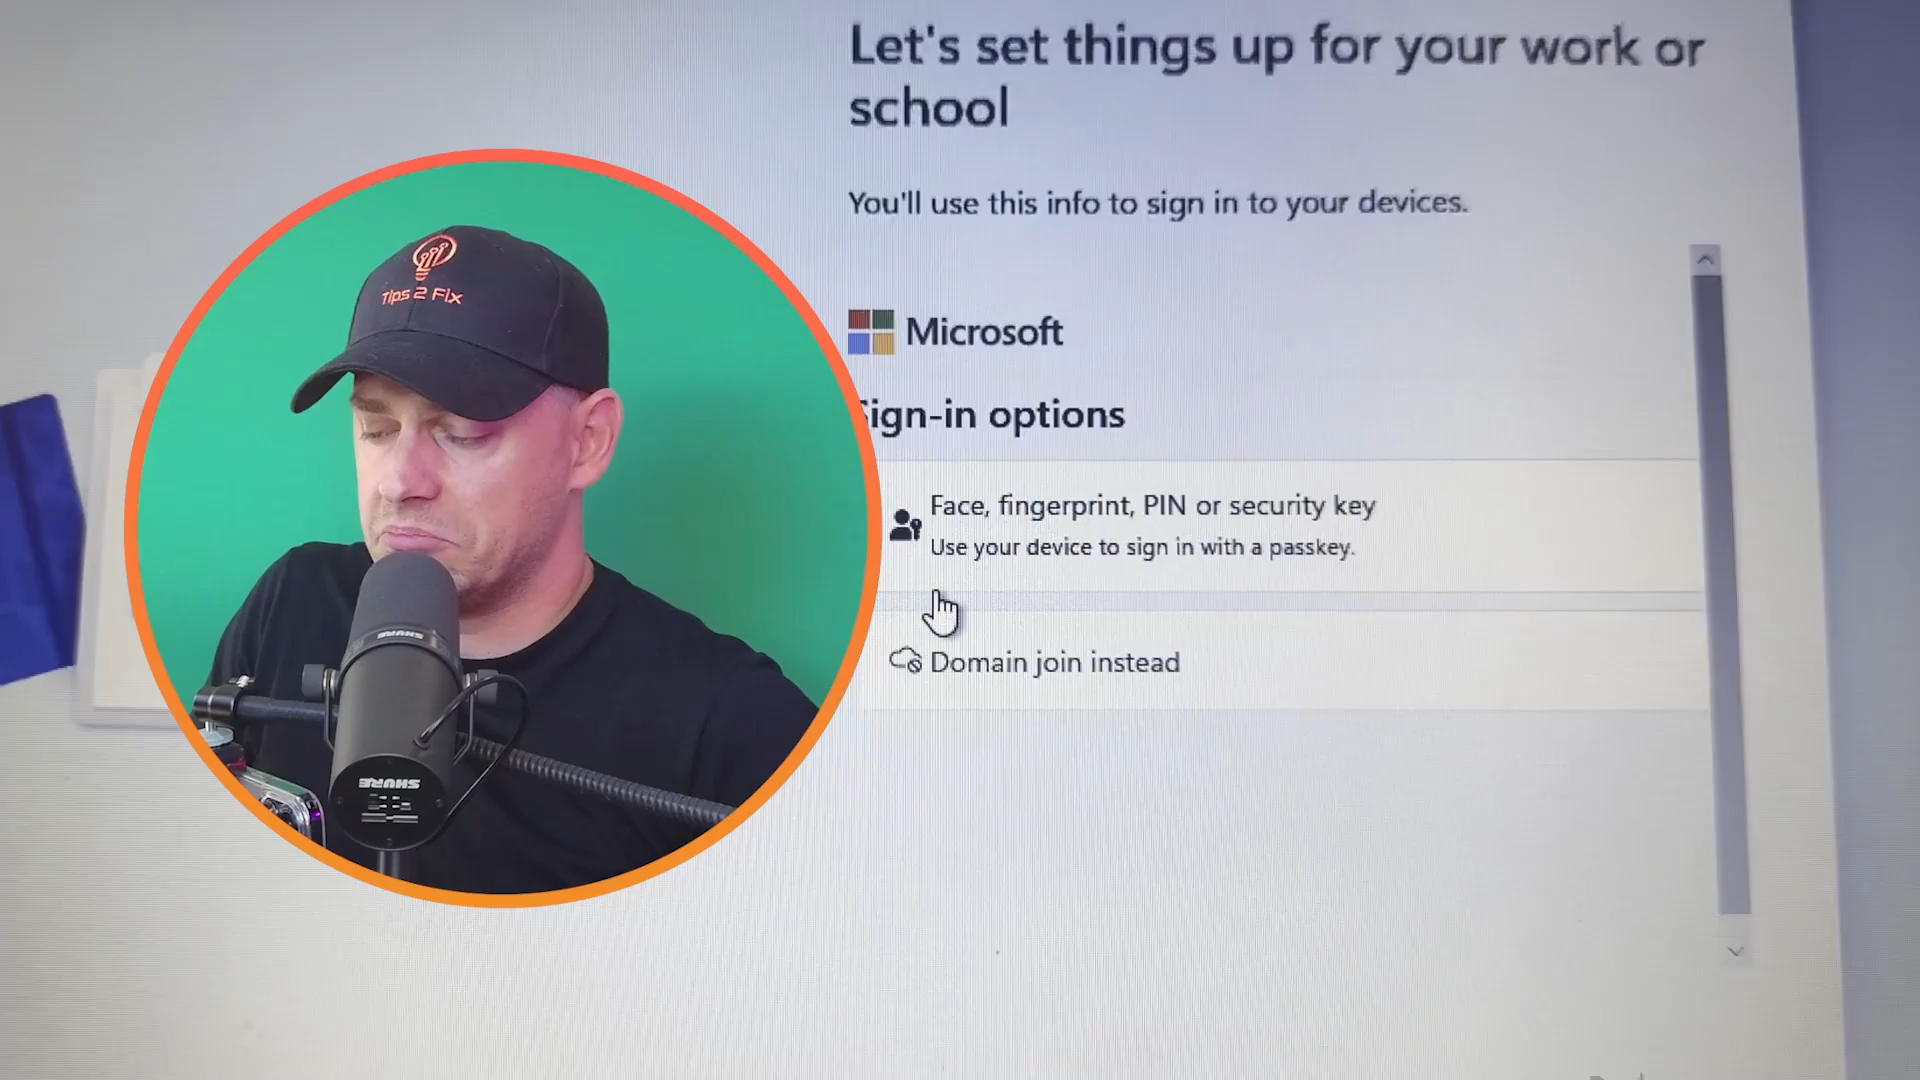 Let's set things up for your work or
school
You'll use this info to sign in to your devices.
Microsoft
Sign-in options
Face, fingerprint, PIN or security key
Use your device to sign in with a passkey.
Domain join instead
Tips 2 Fix
SHURE
SHURE